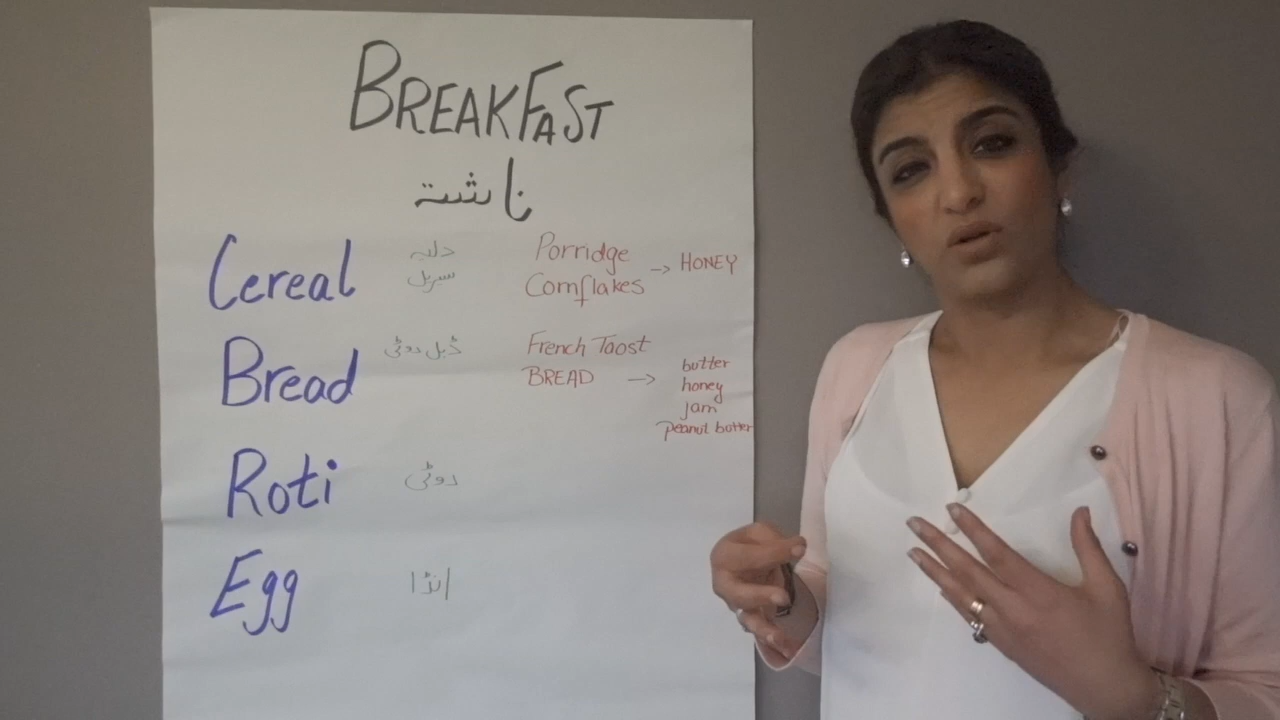 BREAKFAST
ناشتہ
Cereal
دلیہ
سیریل
Porridge
Cornflakes → HONEY
Bread
ڈبل روٹی
French Taost
BREAD →
butter
honey
jam
peanut butter
Roti
روٹی
Egg
انڈا